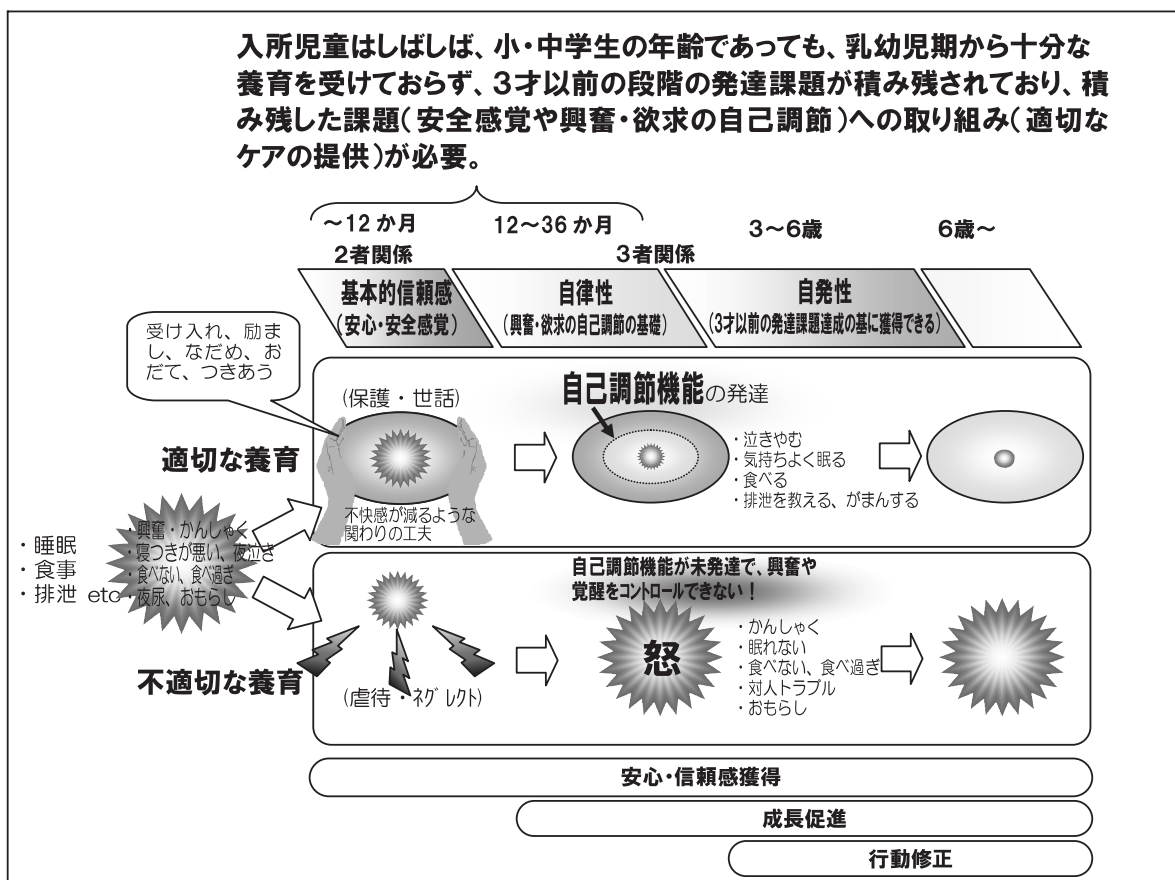 入所児童はしばしば、小・中学生の年齢であっても、乳幼児期から十分な
養育を受けておらず、３才以前の段階の発達課題が積み残されており、積
み残した課題（安全感覚や興奮・欲求の自己調節）への取り組み（適切な
ケアの提供）が必要。
～12か月
12～36か月
3～6歳
6歳～
2者関係
3者関係
基本的信頼感
（安心・安全感覚）
自律性
（興奮・欲求の自己調節の基礎）
自発性
（3才以前の発達課題達成の基に獲得できる）
受け入れ、励ま
し、なだめ、お
だて、つきあう
（保護・世話）
自己調節機能の発達
適切な養育
・泣きやむ
・気持ちよく眠る
・食べる
・排泄を教える、がまんする
不快感が減るような
関わりの工夫
・睡眠
・食事
・排泄 etc
・興奮・かんしゃく
・寝つきが悪い、夜泣き
・食べない、食べ過ぎ
・夜尿、おもらし
自己調節機能が未発達で、興奮や
覚醒をコントロールできない！
怒
・かんしゃく
・眠れない
・食べない、食べ過ぎ
・対人トラブル
・おもらし
不適切な養育
（虐待・ネグレクト）
安心・信頼感獲得
成長促進
行動修正